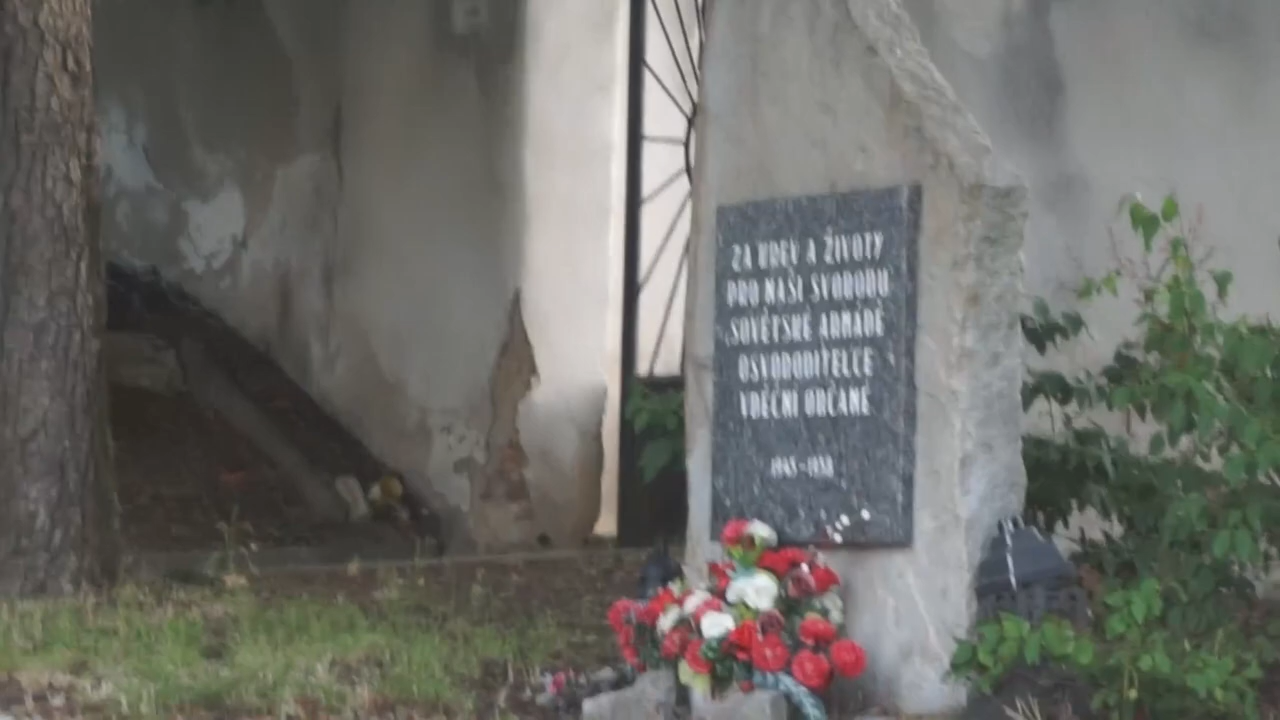 ZA KREV A ŽIVOTY
PRO NAŠI SVOBODU
SOVĚTSKÉ ARMÁDĚ
OSVOBODITELCE
VDĚČNÍ OBČANÉ